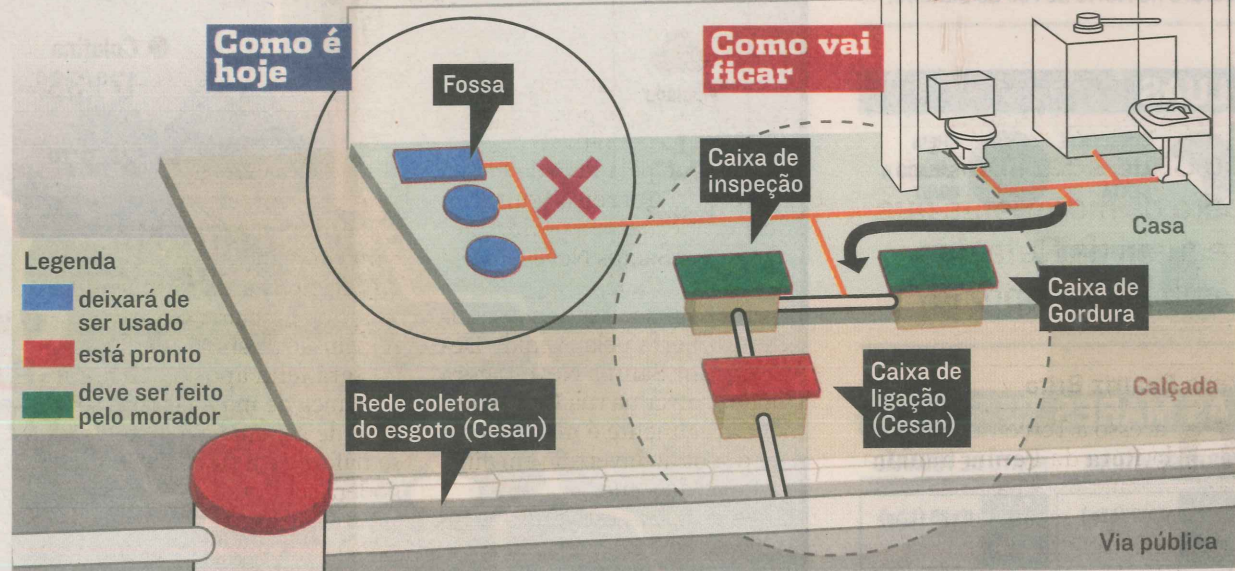 Como é
hoje
Fossa
Como vai
ficar
Caixa de
inspeção
Casa
Caixa de
Gordura
Legenda
deixará de
ser usado
está pronto
deve ser feito
pelo morador
Rede coletora
do esgoto (Cesan)
Caixa de
ligação
(Cesan)
Calçada
Via pública